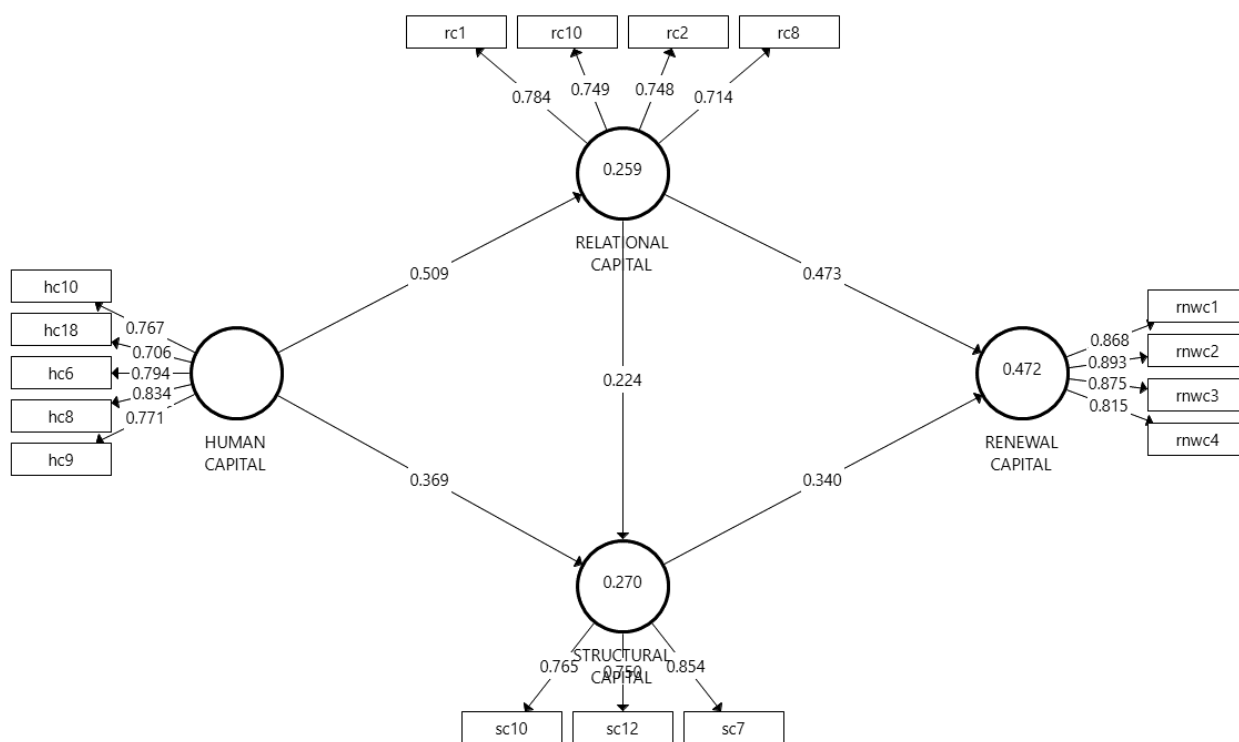 rc1
rc10
rc2
rc8
0.784
0.749
0.748
0.714
0.259
RELATIONAL
CAPITAL
0.509
0.473
hc10
hc18
hc6
hc8
hc9
0.767
0.706
0.794
0.834
0.771
HUMAN
CAPITAL
0.224
0.472
RENEWAL
CAPITAL
0.868
0.893
0.875
0.815
rnwc1
rnwc2
rnwc3
rnwc4
0.369
0.340
0.270
STRUCTURAL
CAPITAL
0.765
0.750
0.854
sc10
sc12
sc7